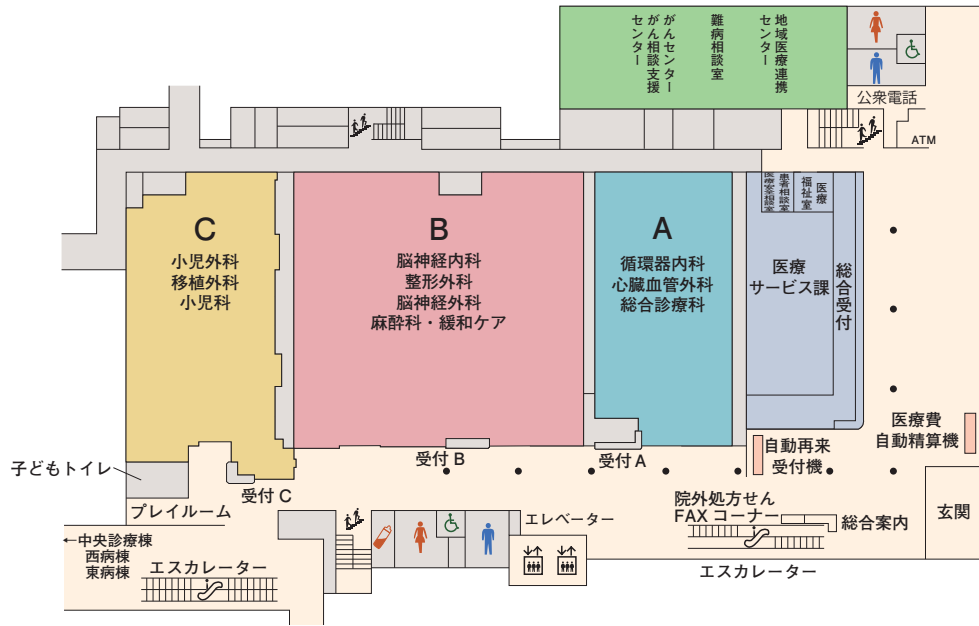 がんセンター
がん相談支援
センター
難病相談室
地域医療連携
センター
公衆電話
ATM
医療安全相談室
患者相談室
医療
福祉室
C
小児外科
移植外科
小児科
B
脳神経内科
整形外科
脳神経外科
麻酔科・緩和ケア
A
循環器内科
心臓血管外科
総合診療科
医療
サービス課
総合受付
医療費
自動精算機
自動再来
受付機
受付 A
受付 B
受付 C
子どもトイレ
プレイルーム
←中央診療棟
西病棟
東病棟
エスカレーター
エレベーター
院外処方せん
FAX コーナー
総合案内
エスカレーター
玄関